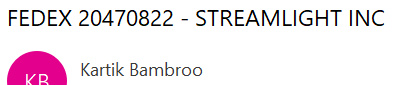 FEDEX 20470822 - STREAMLIGHT INC
Kartik Bambroo
KB